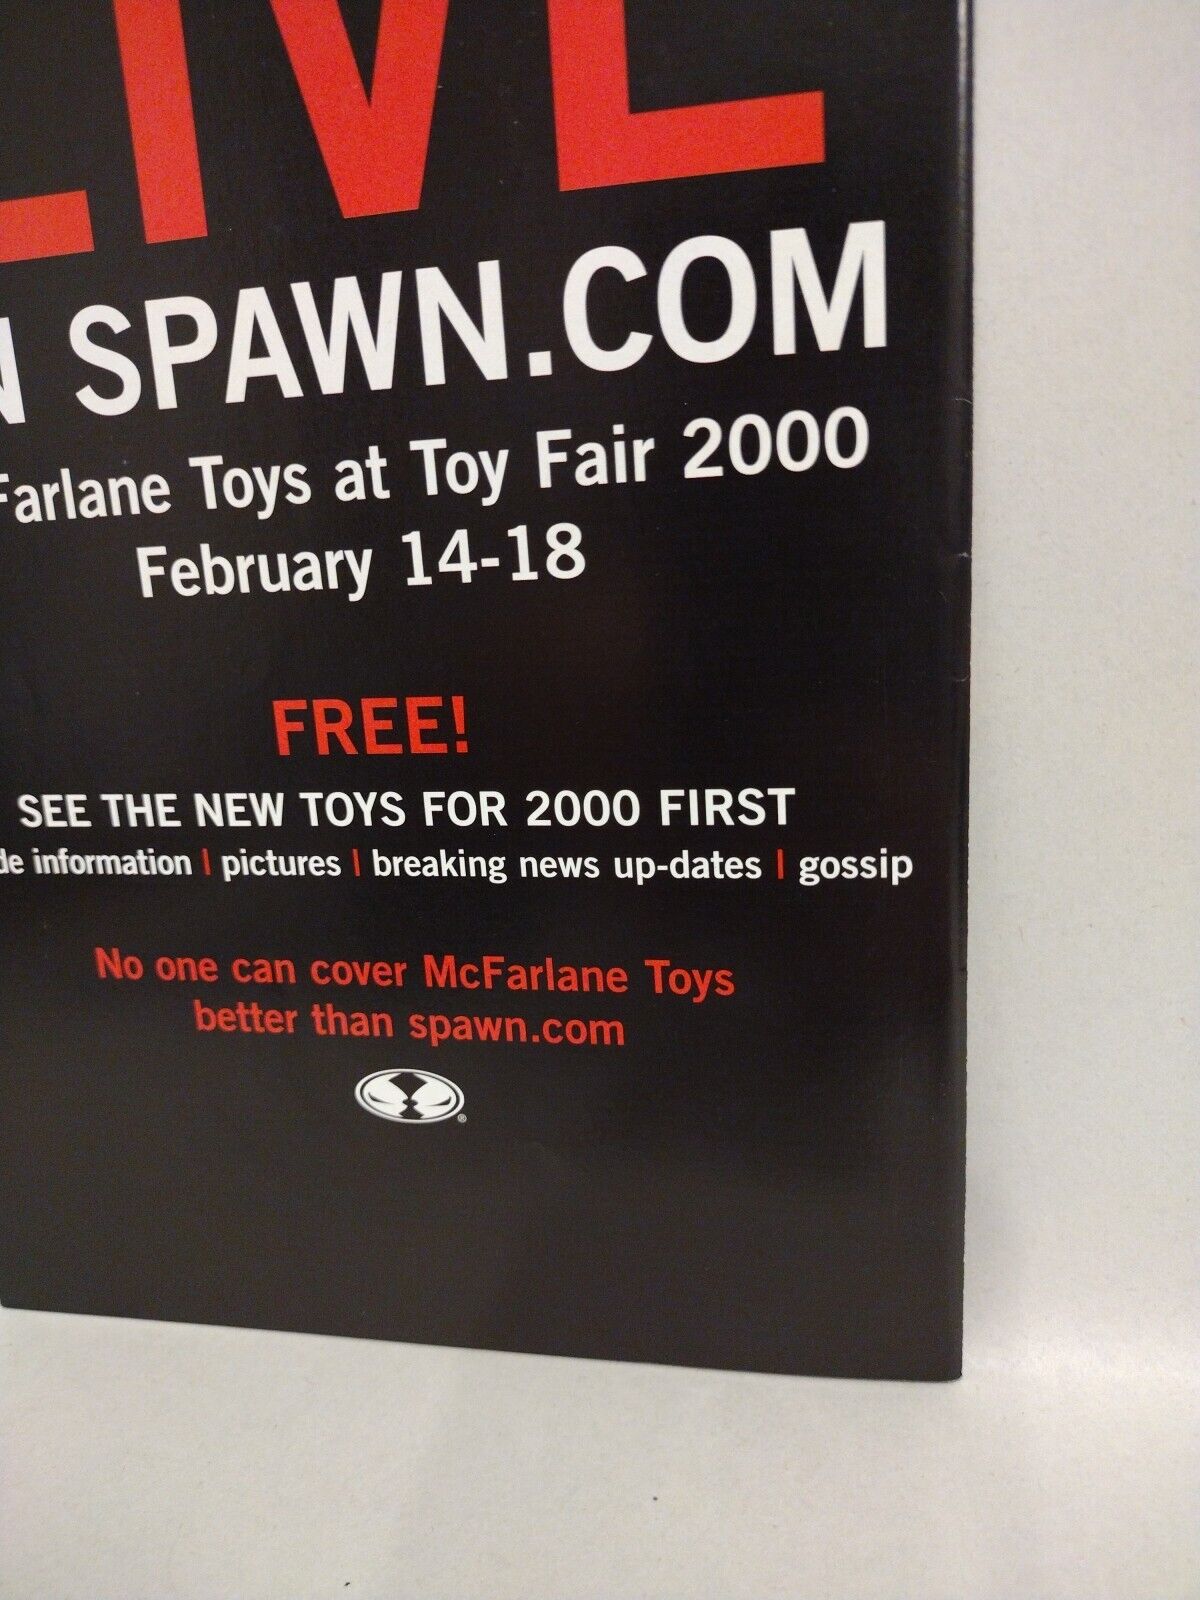 LIVE
N SPAWN.COM
Farlane Toys at Toy Fair 2000
February 14-18
FREE!
SEE THE NEW TOYS FOR 2000 FIRST
de information | pictures | breaking news up-dates | gossip
No one can cover McFarlane Toys
better than spawn.com
®